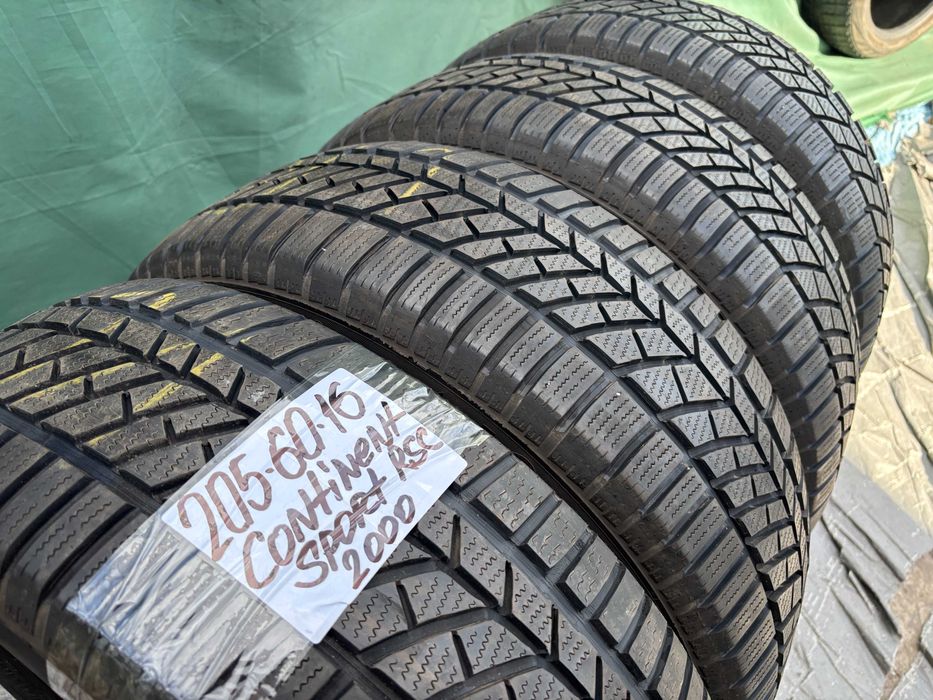 205-60-16
CONTiNENt
SPORt RSC
2000